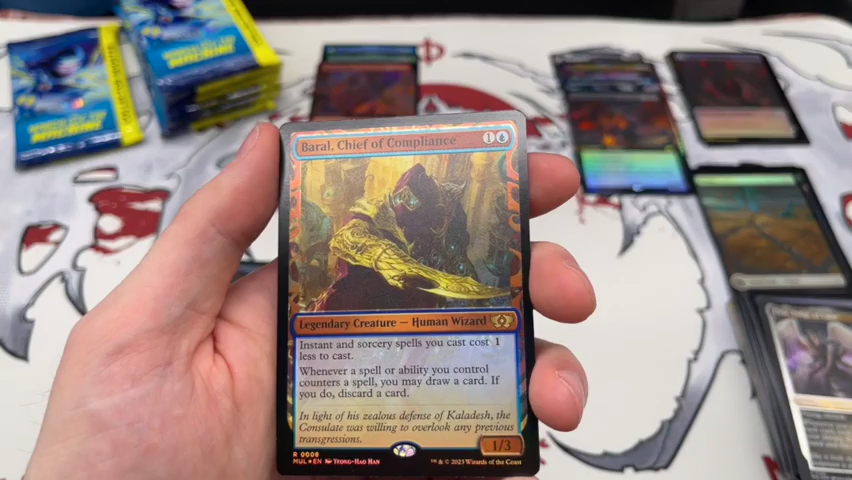 Baral, Chief of Compliance 1
Legendary Creature — Human Wizard
Instant and sorcery spells you cast cost 1
less to cast.
Whenever a spell or ability you control
counters a spell, you may draw a card. If
you do, discard a card.
In light of his zealous defense of Kaladesh, the
Consulate was willing to overlook any previous
transgressions.
1/3
R 0008
MUL★EN Yeong-Hao Han
™ & © 2023 Wizards of the Coast